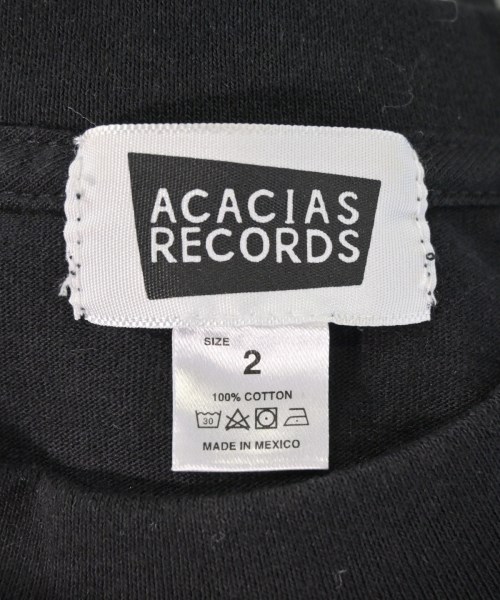 ACACIAS
RECORDS
SIZE
2
100% COTTON
30
MADE IN MEXICO